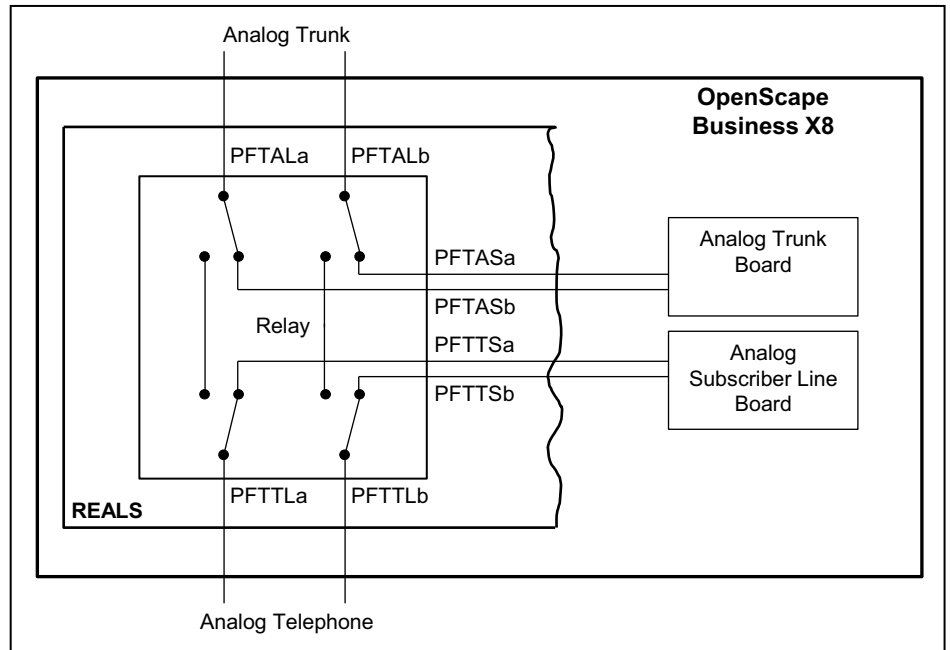 Analog Trunk
OpenScape
Business X8
PFTALa
PFTALb
Analog Trunk
Board
PFTASa
PFTASb
Relay
PFTTSa
PFTTSb
Analog
Subscriber Line
Board
PFTTLa
PFTTLb
REALS
Analog Telephone